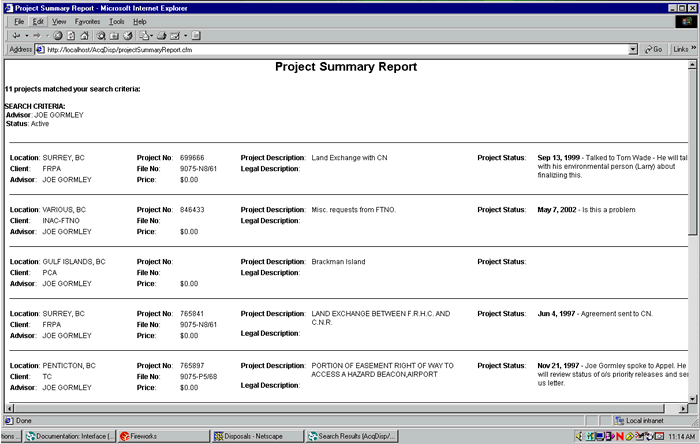 Project Summary Report - Microsoft Internet Explorer
File Edit View Favorites Tools Help
Address http://localhost/AcqDisp/projectSummaryReport.cfm Go Links »
Project Summary Report
11 projects matched your search criteria:
SEARCH CRITERIA:
Advisor: JOE GORMLEY
Status: Active
Location: SURREY, BC Project No: 699666 Project Description: Land Exchange with CN Project Status: Sep 13, 1999 - Talked to Tom Wade - He will tal
Client: FRPA File No: 9075-N8/61 Legal Description: with his environmental person (Larry) about
Advisor: JOE GORMLEY Price: $0.00 finaliziing this.
Location: VARIOUS, BC Project No: 846433 Project Description: Misc. requests from FTNO. Project Status: May 7, 2002 - Is this a problem
Client: INAC-FTNO File No: Legal Description:
Advisor: JOE GORMLEY Price: $0.00
Location: GULF ISLANDS, BC Project No: Project Description: Brackman Island Project Status:
Client: PCA File No: Legal Description:
Advisor: JOE GORMLEY Price: $0.00
Location: SURREY, BC Project No: 765841 Project Description: LAND EXCHANGE BETWEEN F.R.H.C. AND Project Status: Jun 4, 1997 - Agreement sent to CN.
Client: FRPA File No: 9075-N8/61 C.N.R.
Advisor: JOE GORMLEY Price: $0.00 Legal Description:
Location: PENTICTON, BC Project No: 765897 Project Description: PORTION OF EASEMENT RIGHT OF WAY TO Project Status: Nov 21, 1997 - Joe Gormley spoke to Appel. He
Client: TC File No: 9075-P5/68 ACCESS A HAZARD BEACON,AIRPORT will review status of o/s priority releases and se
Advisor: JOE GORMLEY Price: $0.00 Legal Description: us letter.
Done Local intranet
tions ... Documentation: Interface (... Fireworks Disposals - Netscape Search Results [AcqDisp/... 11:14 AM